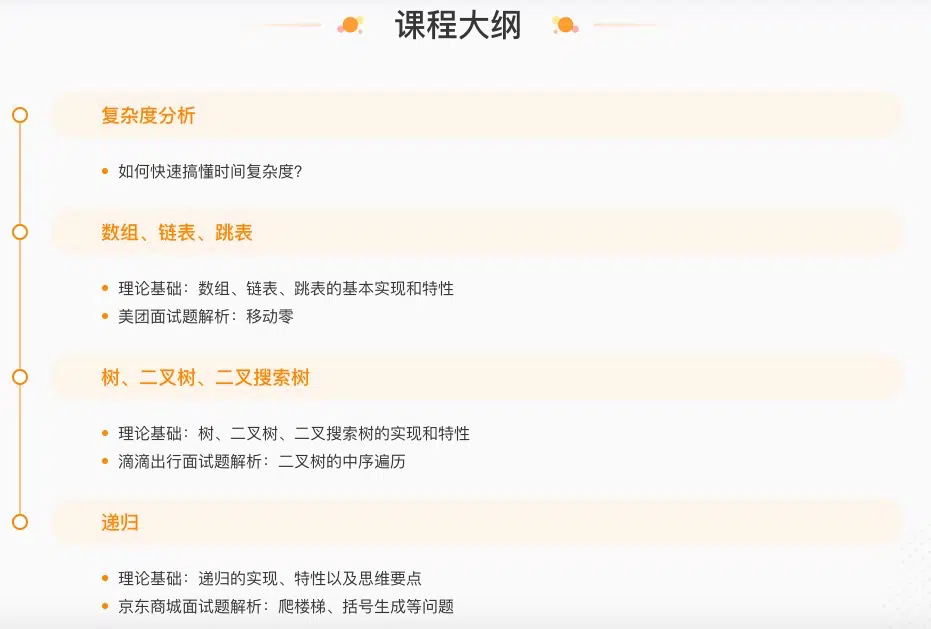 课程大纲
复杂度分析
如何快速搞懂时间复杂度?
数组、链表、跳表
理论基础：数组、链表、跳表的基本实现和特性
美团面试题解析：移动零
树、二叉树、二叉搜索树
理论基础：树、二叉树、二叉搜索树的实现和特性
滴滴出行面试题解析：二叉树的中序遍历
递归
理论基础：递归的实现、特性以及思维要点
京东商城面试题解析：爬楼梯、括号生成等问题